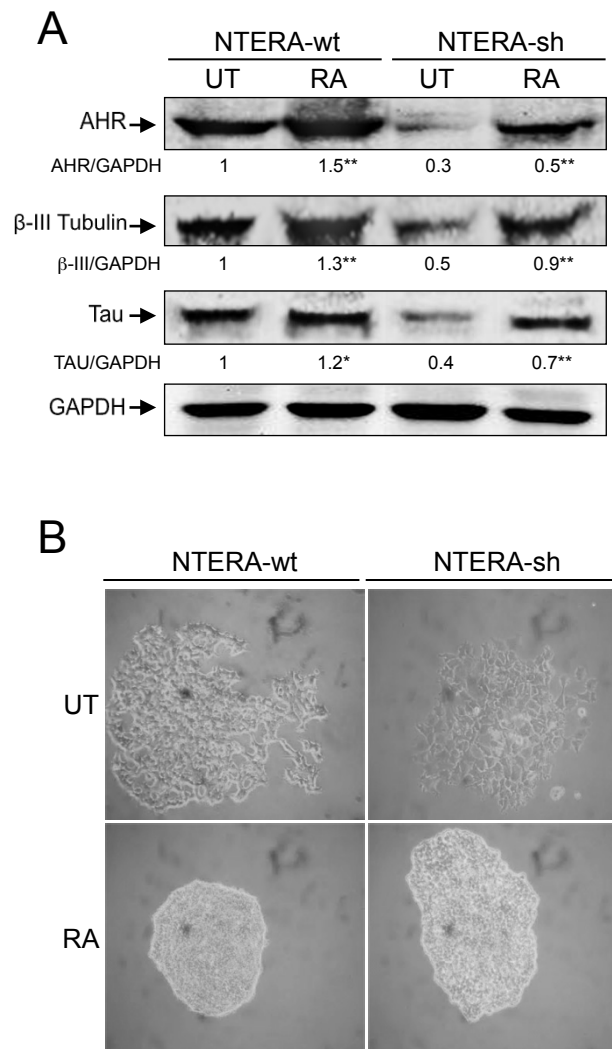 A
NTERA-wt NTERA-sh
UT RA UT RA
AHR
AHR/GAPDH 1 1.5** 0.3 0.5**
β-III Tubulin
β-III/GAPDH 1 1.3** 0.5 0.9**
Tau
TAU/GAPDH 1 1.2* 0.4 0.7**
GAPDH
B
NTERA-wt NTERA-sh
UT
RA